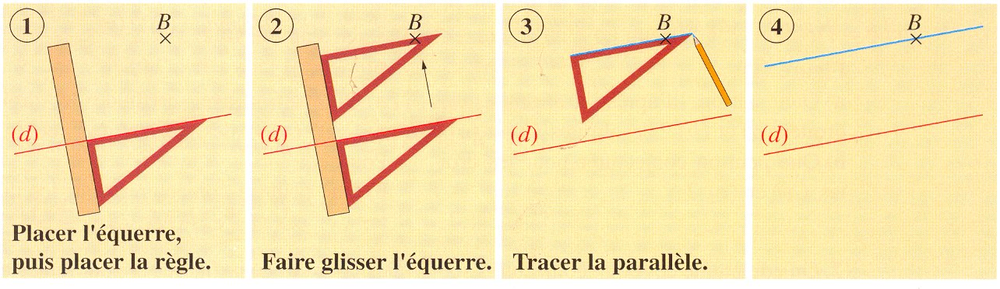 1
B
(d)
Placer l'équerre,
puis placer la règle.
2
B
(d)
Faire glisser l'équerre.
3
B
(d)
Tracer la parallèle.
4
B
(d)